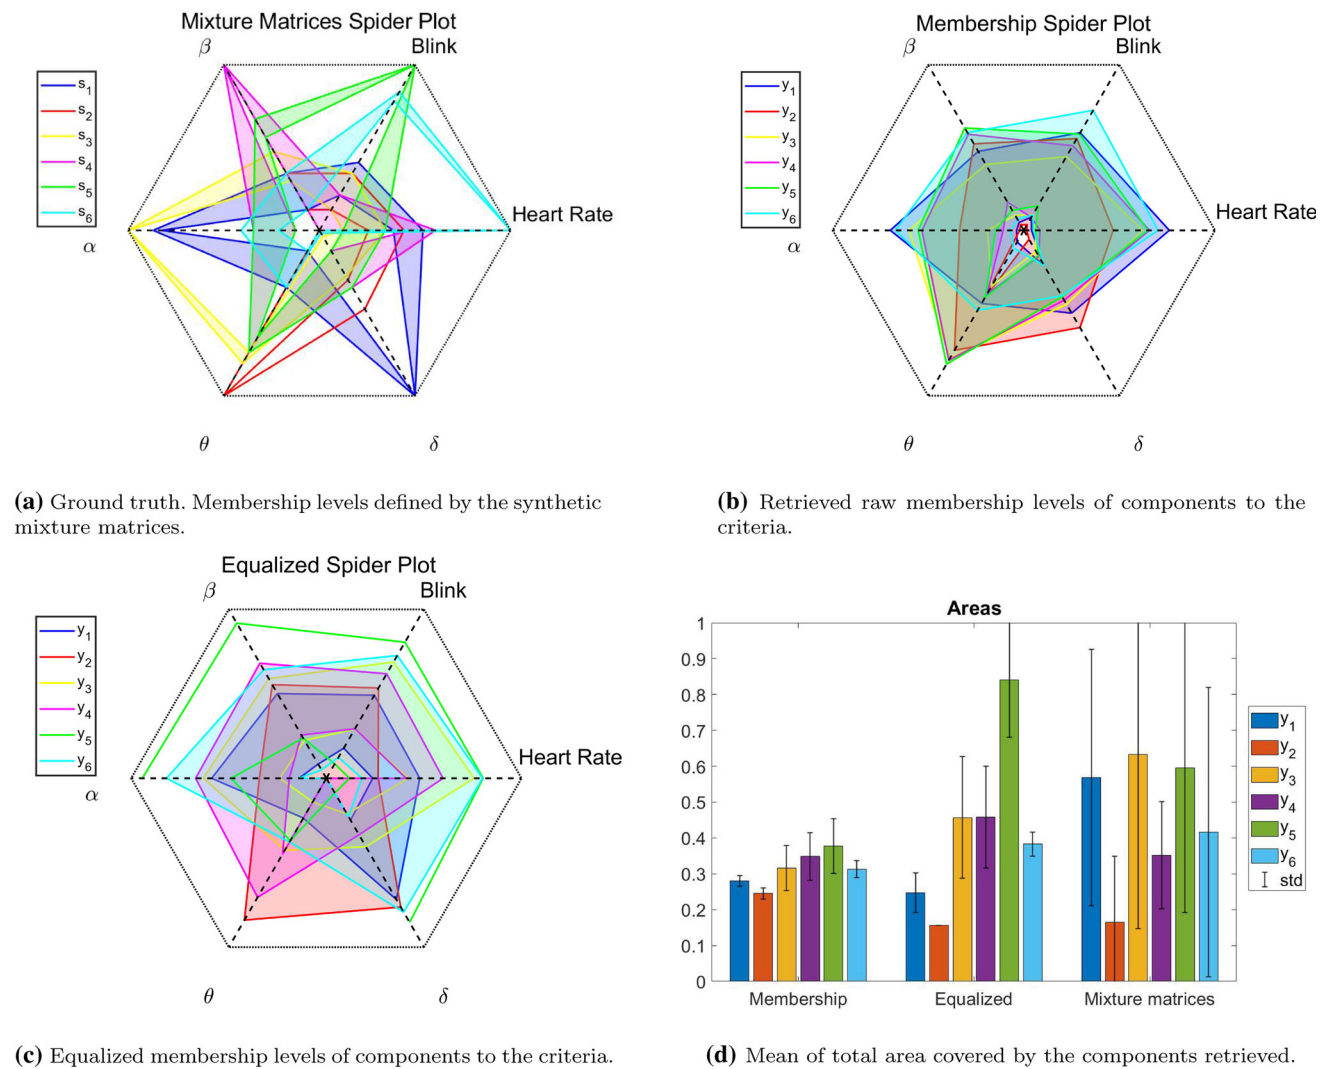 Mixture Matrices Spider Plot
β
Blink
s1
s2
s3
s4
s5
s6
Heart Rate
α
θ
δ
(a) Ground truth. Membership levels defined by the synthetic
mixture matrices.
Membership Spider Plot
β
Blink
y1
y2
y3
y4
y5
y6
Heart Rate
α
θ
δ
(b) Retrieved raw membership levels of components to the
criteria.
Equalized Spider Plot
β
Blink
y1
y2
y3
y4
y5
y6
Heart Rate
α
θ
δ
(c) Equalized membership levels of components to the criteria.
Areas
1
0.9
0.8
0.7
0.6
0.5
0.4
0.3
0.2
0.1
0
Membership
Equalized
Mixture matrices
y1
y2
y3
y4
y5
y6
std
(d) Mean of total area covered by the components retrieved.